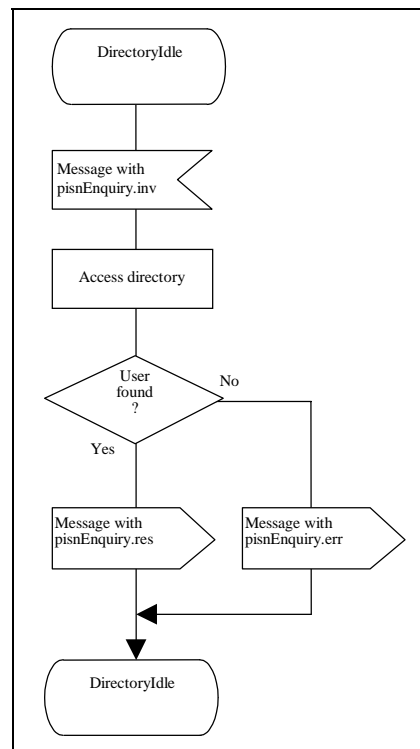 DirectoryIdle
Message with
pisnEnquiry.inv
Access directory
User
found
?
No
Yes
Message with
pisnEnquiry.res
Message with
pisnEnquiry.err
DirectoryIdle